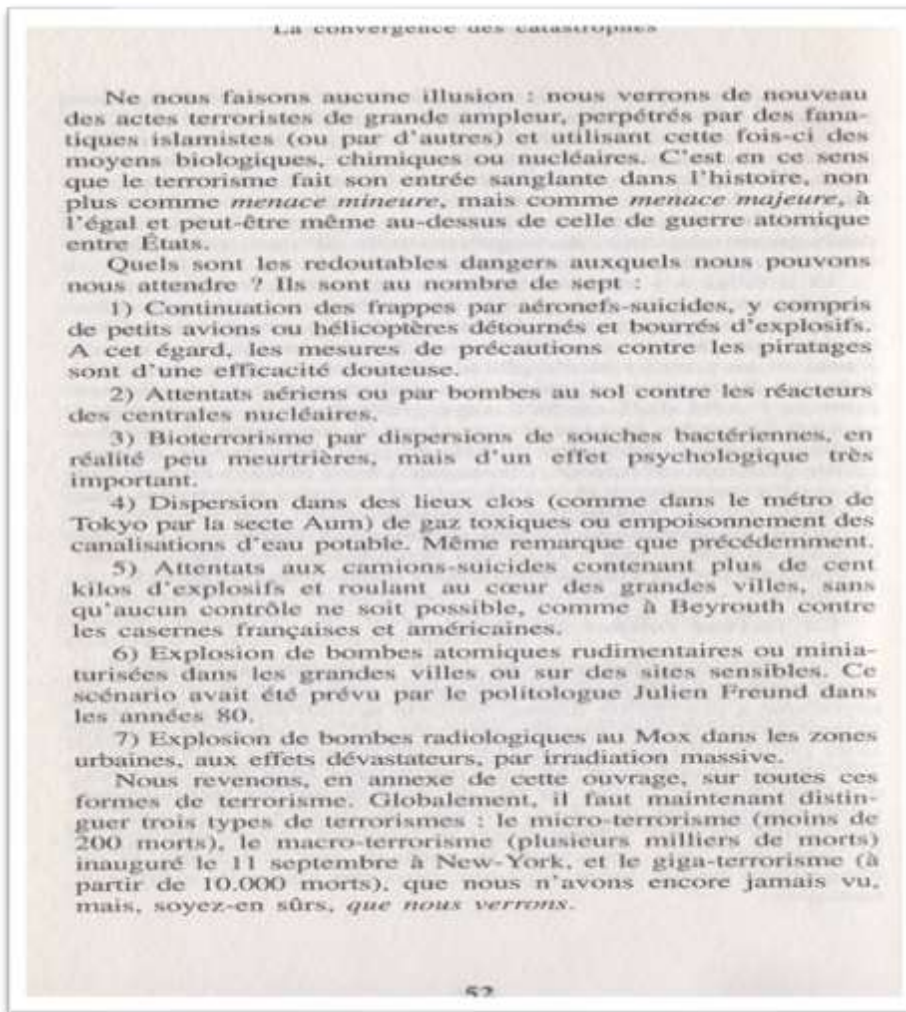 La convergence des catastrophes
Ne nous faisons aucune illusion : nous verrons de nouveau
des actes terroristes de grande ampleur, perpétrés par des fana-
tiques islamistes (ou par d'autres) et utilisant cette fois-ci des
moyens biologiques, chimiques ou nucléaires. C'est en ce sens
que le terrorisme fait son entrée sanglante dans l'histoire, non
plus comme menace mineure, mais comme menace majeure, à
l'égal et peut-être même au-dessus de celle de guerre atomique
entre États.
Quels sont les redoutables dangers auxquels nous pouvons
nous attendre ? Ils sont au nombre de sept :
1) Continuation des frappes par aéronefs-suicides, y compris
de petits avions ou hélicoptères détournés et bourrés d'explosifs.
A cet égard, les mesures de précautions contre les piratages
sont d'une efficacité douteuse.
2) Attentats aériens ou par bombes au sol contre les réacteurs
des centrales nucléaires.
3) Bioterrorisme par dispersions de souches bactériennes, en
réalité peu meurtrières, mais d'un effet psychologique très
important.
4) Dispersion dans des lieux clos (comme dans le métro de
Tokyo par la secte Aum) de gaz toxiques ou empoisonnement des
canalisations d'eau potable. Même remarque que précédemment.
5) Attentats aux camions-suicides contenant plus de cent
kilos d'explosifs et roulant au cœur des grandes villes, sans
qu'aucun contrôle ne soit possible, comme à Beyrouth contre
les casernes françaises et américaines.
6) Explosion de bombes atomiques rudimentaires ou minia-
turisées dans les grandes villes ou sur des sites sensibles. Ce
scénario avait été prévu par le politologue Julien Freund dans
les années 80.
7) Explosion de bombes radiologiques au Mox dans les zones
urbaines, aux effets dévastateurs, par irradiation massive.
Nous revenons, en annexe de cette ouvrage, sur toutes ces
formes de terrorisme. Globalement, il faut maintenant distin-
guer trois types de terrorismes : le micro-terrorisme (moins de
200 morts), le macro-terrorisme (plusieurs milliers de morts)
inauguré le 11 septembre à New-York, et le giga-terrorisme (à
partir de 10.000 morts), que nous n'avons encore jamais vu,
mais, soyez-en sûrs, que nous verrons.
52